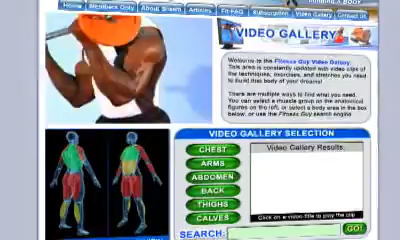 Home Members Only About Shawn Articles Fit-FAQ Subscription Video Gallery Contact Us
VIDEO GALLERY
Welcome to the Fitness Guy Video Gallery.
This area is constantly updated with video clips of
the techniques, exercises, and stretches you need
to build the body of your dreams!
There are multiple ways to find what you need.
You can select a muscle group on the anatomical
figures on the left, or select a body area in the box
below, or use the Fitness Guy search engine
VIDEO GALLERY SELECTION
CHEST
ARMS
ABDOMEN
BACK
THIGHS
CALVES
Video Gallery Results:
Click on a video title to play the clip
SEARCH:
GO!